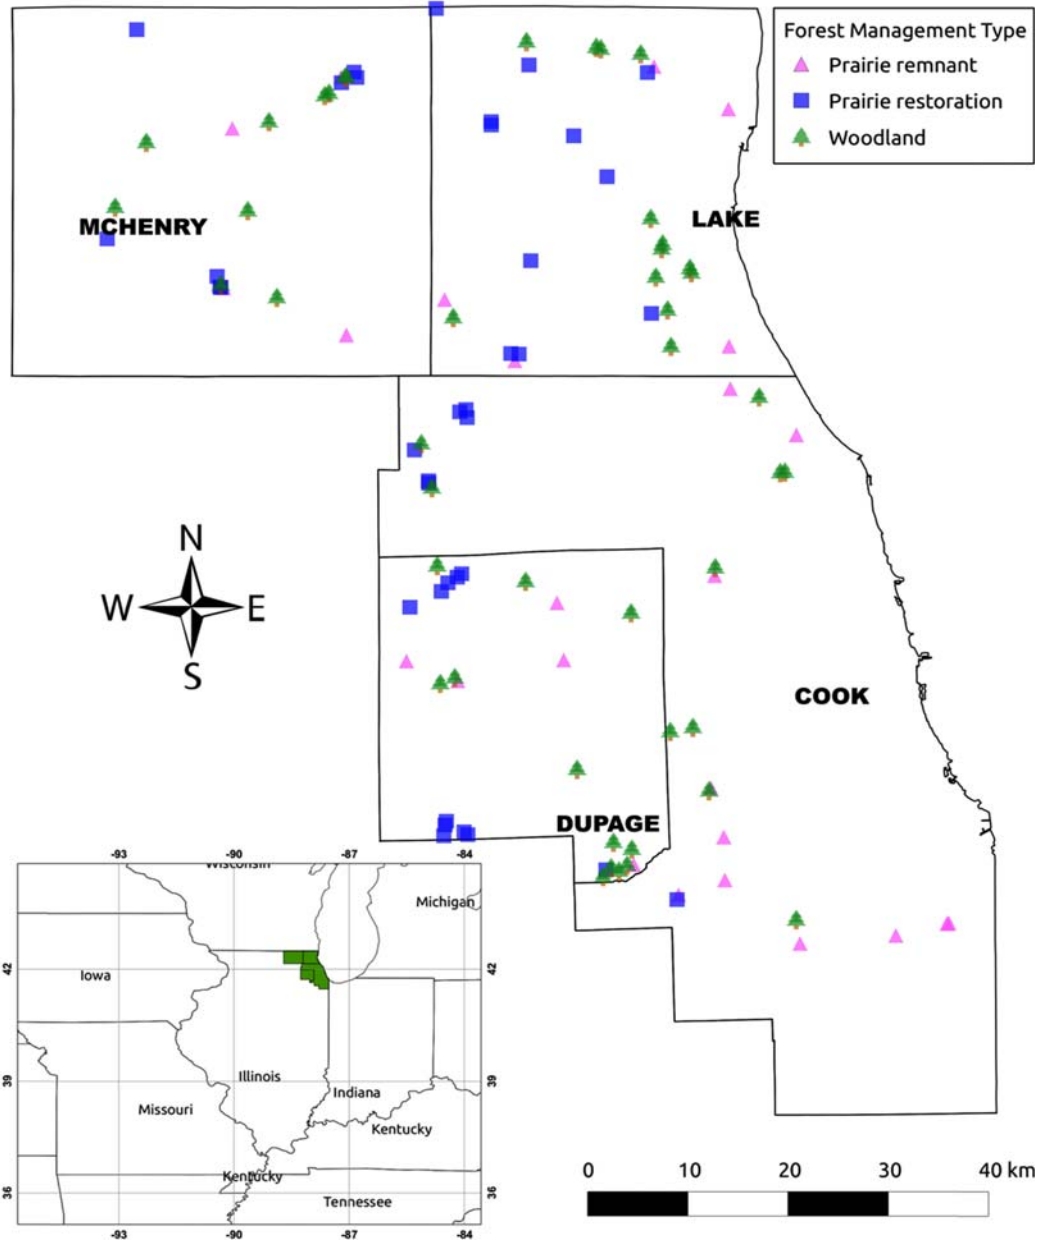 Forest Management Type
Prairie remnant
Prairie restoration
Woodland
MCHENRY
LAKE
N
W E
S
COOK
DUPAGE
-93 -90 -87 -84
Wisconsin
Michigan
42 Iowa 42
39 Illinois 39
Indiana
Missouri
Kentucky
Kentucky
36 Tennessee 36
-93 -90 -87 -84
0 10 20 30 40 km